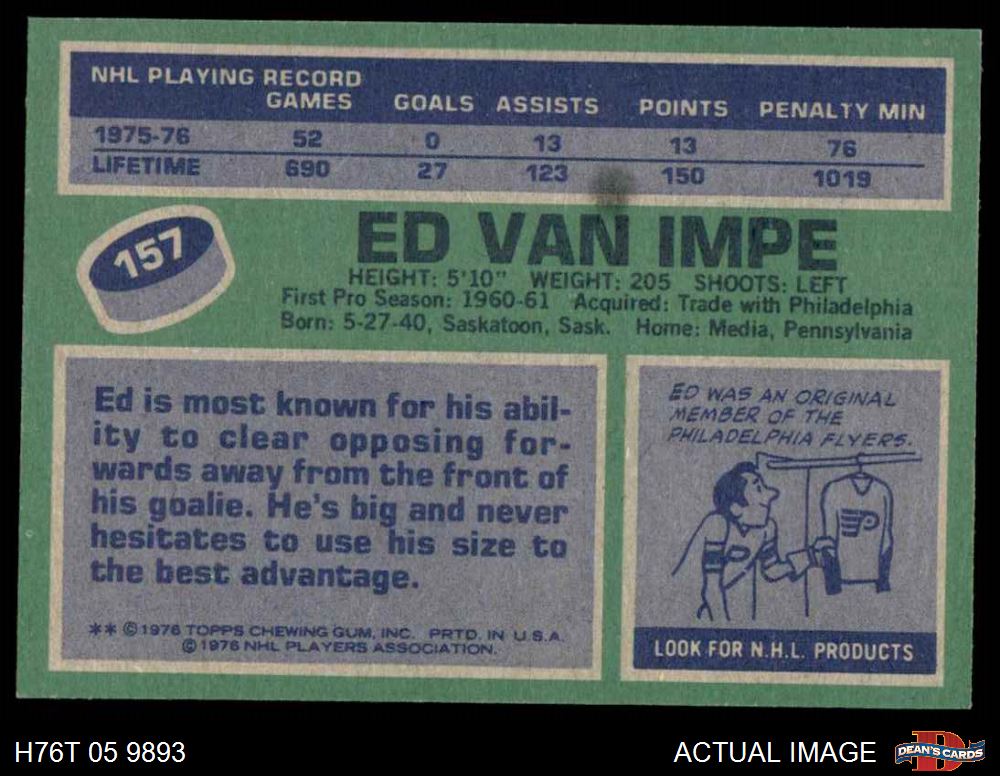 NHL PLAYING RECORD
GAMES GOALS ASSISTS POINTS PENALTY MIN
1975-76 52 0 13 13 76
LIFETIME 690 27 123 150 1019
157
ED VAN IMPE
HEIGHT: 5'10" WEIGHT: 205 SHOOTS: LEFT
First Pro Season: 1960-61 Acquired: Trade with Philadelphia
Born: 5-27-40, Saskatoon, Sask. Home: Media, Pennsylvania
Ed is most known for his abil-
ity to clear opposing for-
wards away from the front of
his goalie. He's big and never
hesitates to use his size to
the best advantage.
** © 1976 TOPPS CHEWING GUM, INC. PRTD. IN U.S.A.
© 1976 NHL PLAYERS ASSOCIATION.
ED WAS AN ORIGINAL
MEMBER OF THE
PHILADELPHIA FLYERS.
LOOK FOR N.H.L. PRODUCTS
H76T 05 9893
ACTUAL IMAGE
D
DEAN'S CARDS